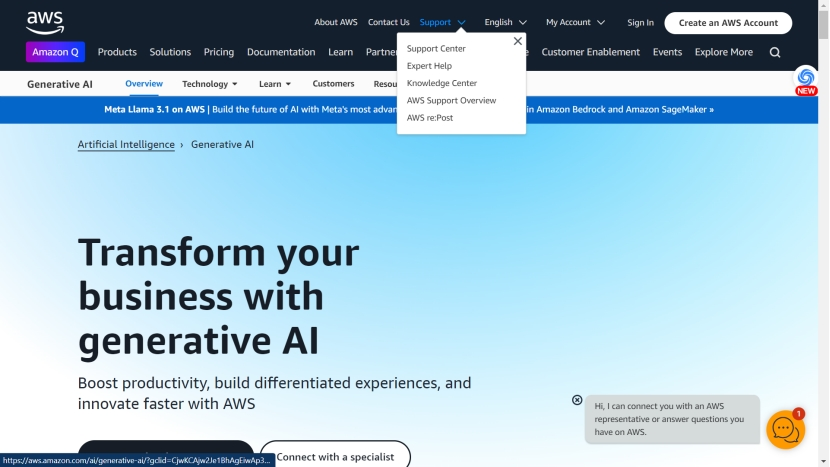 aws
About AWS Contact Us Support English My Account Sign In Create an AWS Account
Amazon Q Products Solutions Pricing Documentation Learn Partne e Customer Enablement Events Explore More
Support Center
Expert Help
Knowledge Center
AWS Support Overview
AWS re:Post
Generative AI Overview Technology Learn Customers Resou
NEW
Meta Llama 3.1 on AWS | Build the future of AI with Meta's most advan in Amazon Bedrock and Amazon SageMaker »
Artificial Intelligence › Generative AI
Transform your
business with
generative AI
Boost productivity, build differentiated experiences, and
innovate faster with AWS
Hi, I can connect you with an AWS
representative or answer questions you
have on AWS.
1
Connect with a specialist
https://aws.amazon.com/ai/generative-ai/?gclid=CjwKCAjw2Je1BhAgEiwAp3...